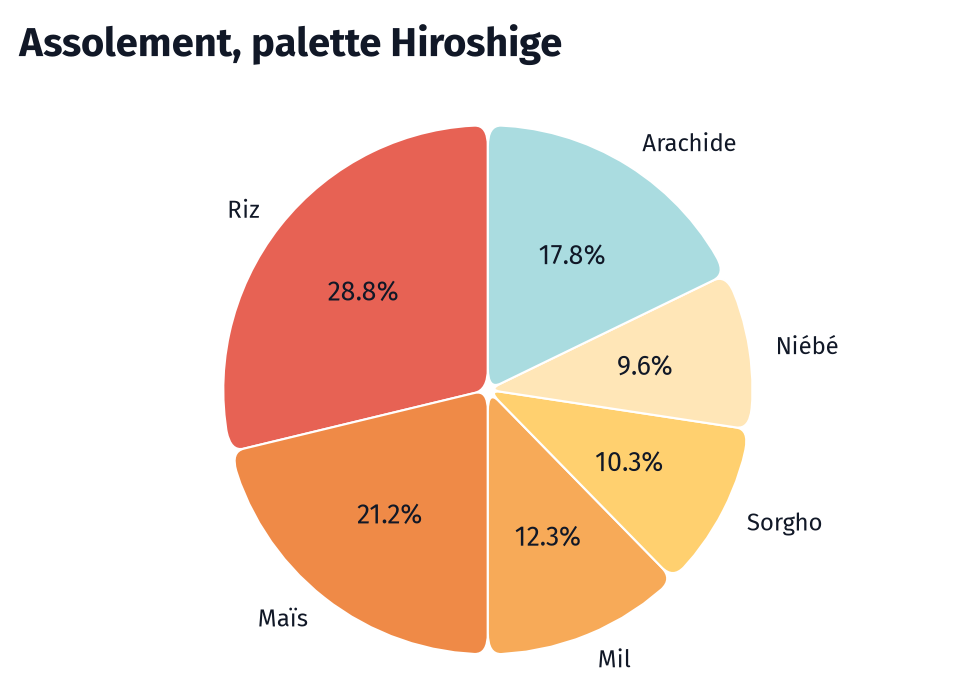 Assolement, palette Hiroshige
Arachide
Riz
17.8%
28.8%
Niébé
9.6%
10.3%
21.2%
Sorgho
12.3%
Maïs
Mil